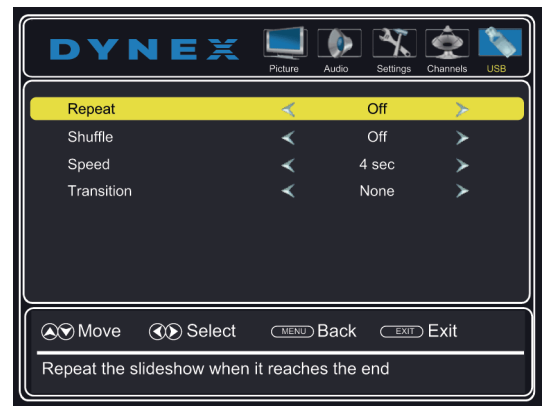 DYNEX
Picture Audio Settings Channels USB
Repeat Off
Shuffle Off
Speed 4 sec
Transition None
Move Select MENU Back EXIT Exit
Repeat the slideshow when it reaches the end